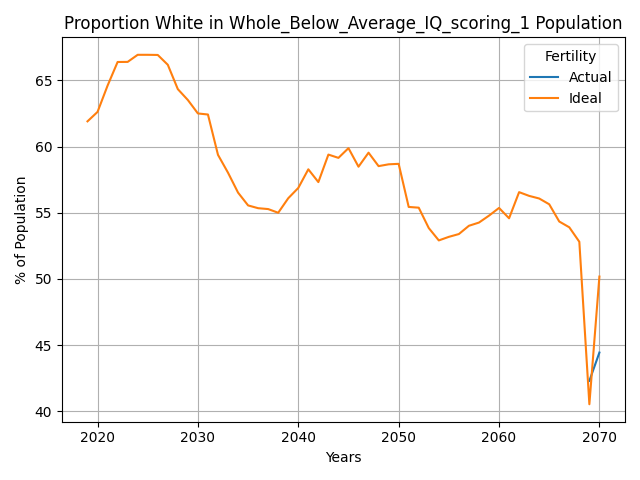 Proportion White in Whole_Below_Average_IQ_scoring_1 Population
Fertility
Actual
Ideal
65
60
55
50
45
40
% of Population
2020 2030 2040 2050 2060 2070
Years